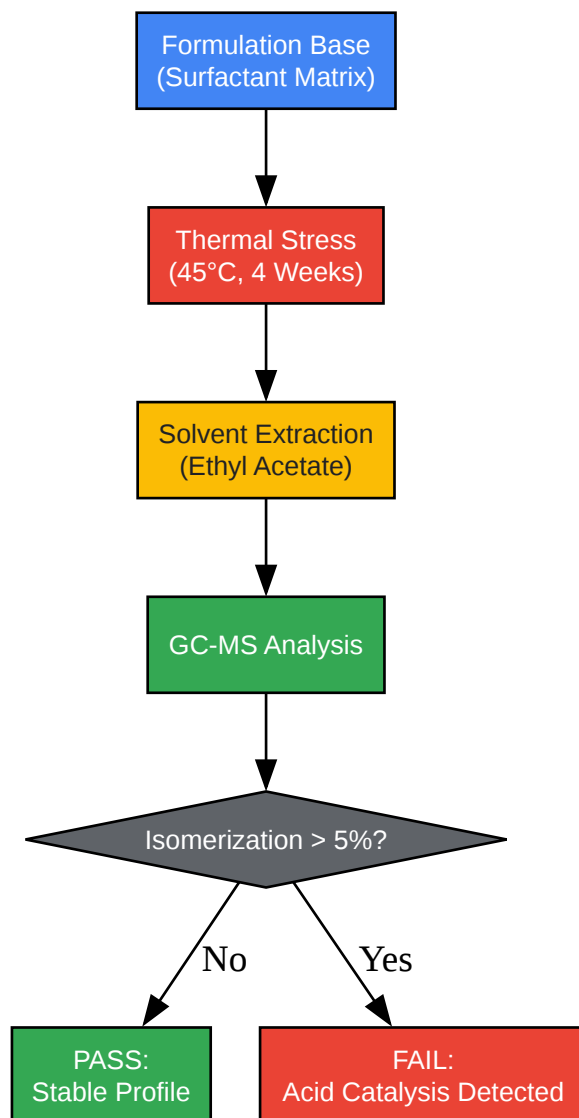 Formulation Base
(Surfactant Matrix)
Thermal Stress
(45°C, 4 Weeks)
Solvent Extraction
(Ethyl Acetate)
GC-MS Analysis
Isomerization > 5%?
No
Yes
PASS:
Stable Profile
FAIL:
Acid Catalysis Detected